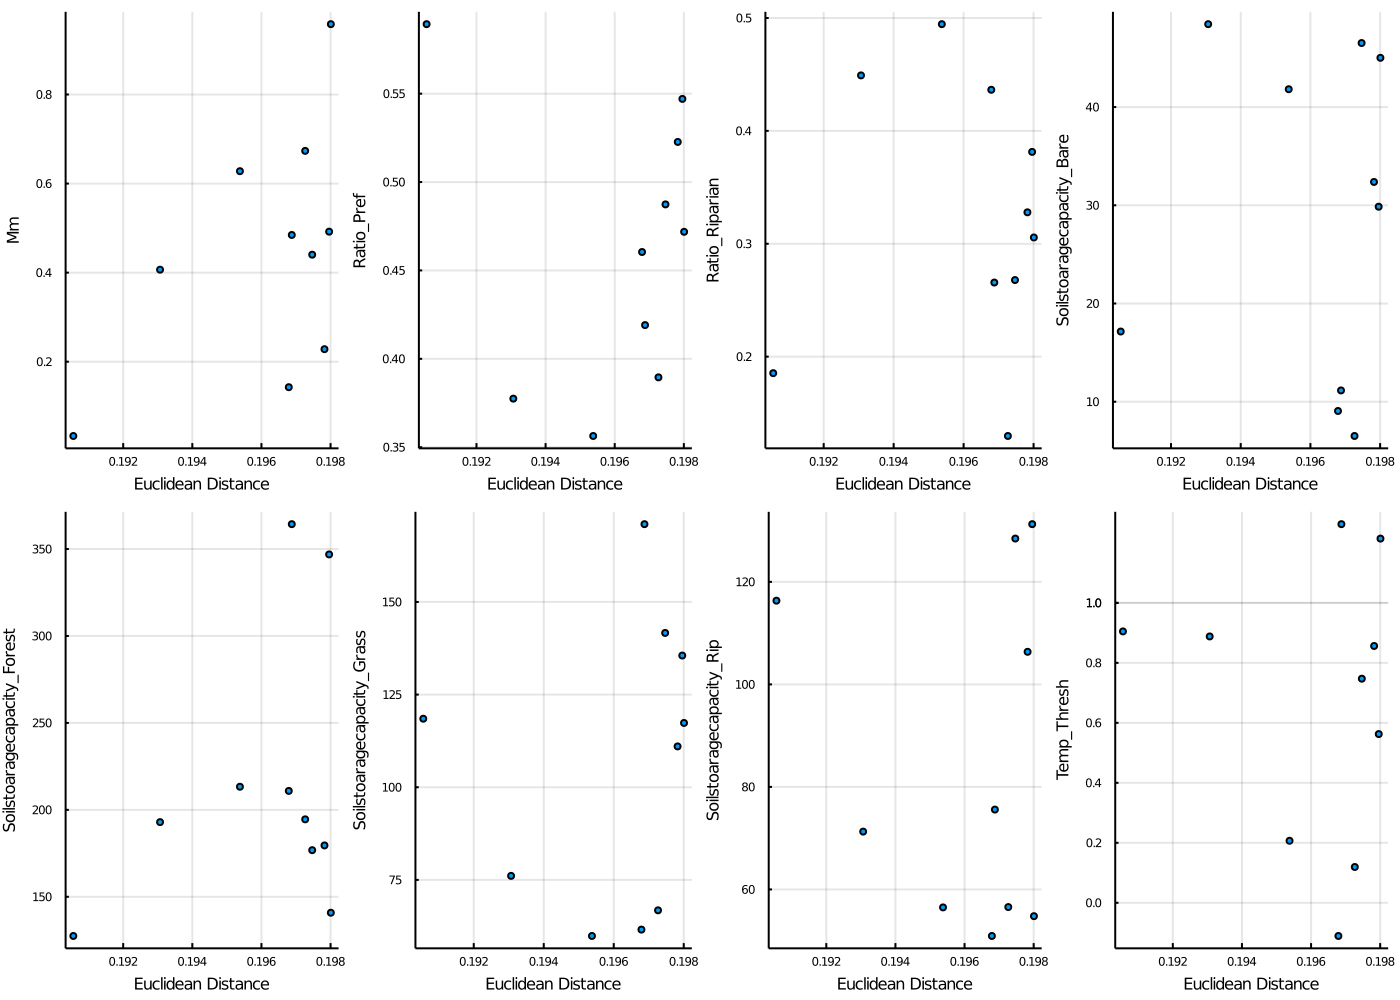 Mm
0.8
0.6
0.4
0.2
0.192 0.194 0.196 0.198
Euclidean Distance
Ratio_Pref
0.55
0.50
0.45
0.40
0.35
0.192 0.194 0.196 0.198
Euclidean Distance
Ratio_Riparian
0.5
0.4
0.3
0.2
0.192 0.194 0.196 0.198
Euclidean Distance
Soilstoaragecapacity_Bare
40
30
20
10
0.192 0.194 0.196 0.198
Euclidean Distance
Soilstoaragecapacity_Forest
350
300
250
200
150
0.192 0.194 0.196 0.198
Euclidean Distance
Soilstoaragecapacity_Grass
150
125
100
75
0.192 0.194 0.196 0.198
Euclidean Distance
Soilstoaragecapacity_Rip
120
100
80
60
0.192 0.194 0.196 0.198
Euclidean Distance
Temp_Thresh
1.0
0.8
0.6
0.4
0.2
0.0
0.192 0.194 0.196 0.198
Euclidean Distance